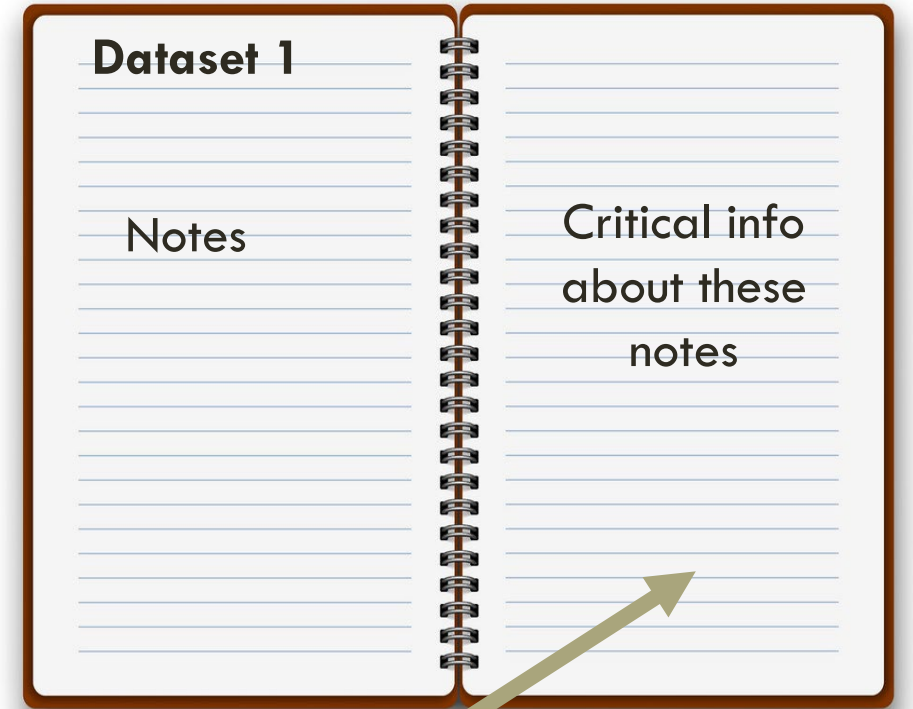 Dataset 1
Notes
Critical info
about these
notes